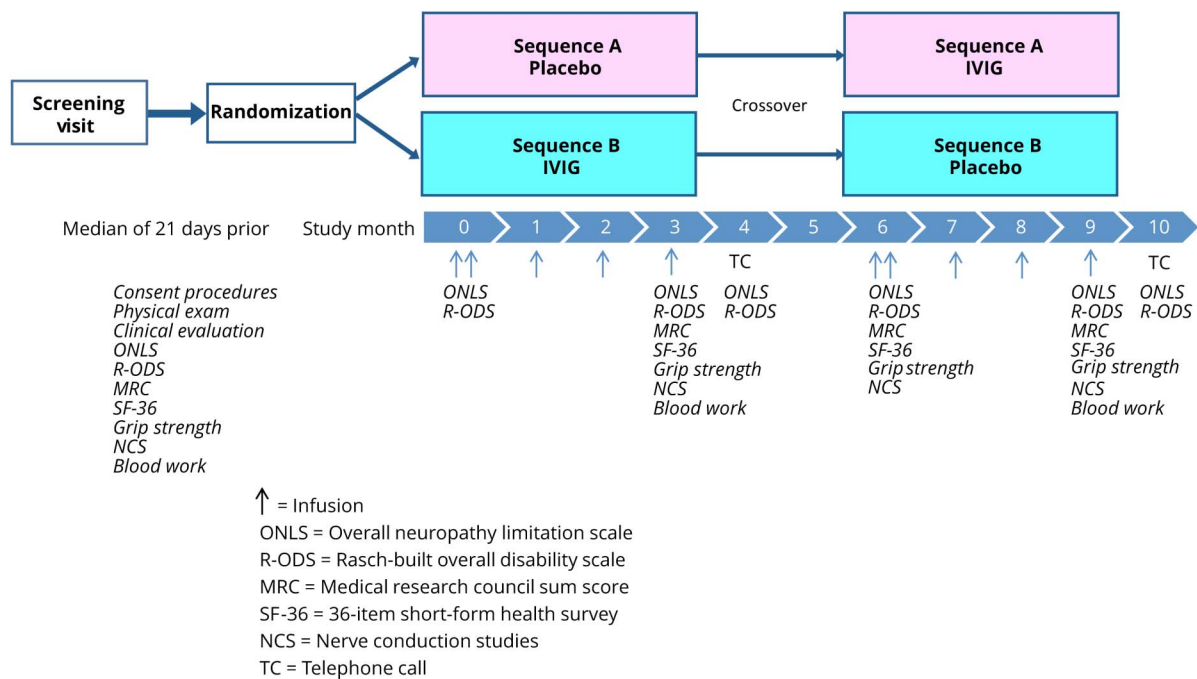 Sequence A
Placebo
Sequence A
IVIG
Screening
visit
Randomization
Crossover
Sequence B
IVIG
Sequence B
Placebo
Median of 21 days prior
Study month
0 1 2 3 4 5 6 7 8 9 10
TC
TC
Consent procedures
Physical exam
Clinical evaluation
ONLS
R-ODS
MRC
SF-36
Grip strength
NCS
Blood work
ONLS
R-ODS
ONLS
R-ODS
MRC
SF-36
Grip strength
NCS
Blood work
ONLS
R-ODS
ONLS
R-ODS
MRC
SF-36
Grip strength
NCS
ONLS
R-ODS
MRC
SF-36
Grip strength
NCS
Blood work
ONLS
R-ODS
↑ = Infusion
ONLS = Overall neuropathy limitation scale
R-ODS = Rasch-built overall disability scale
MRC = Medical research council sum score
SF-36 = 36-item short-form health survey
NCS = Nerve conduction studies
TC = Telephone call